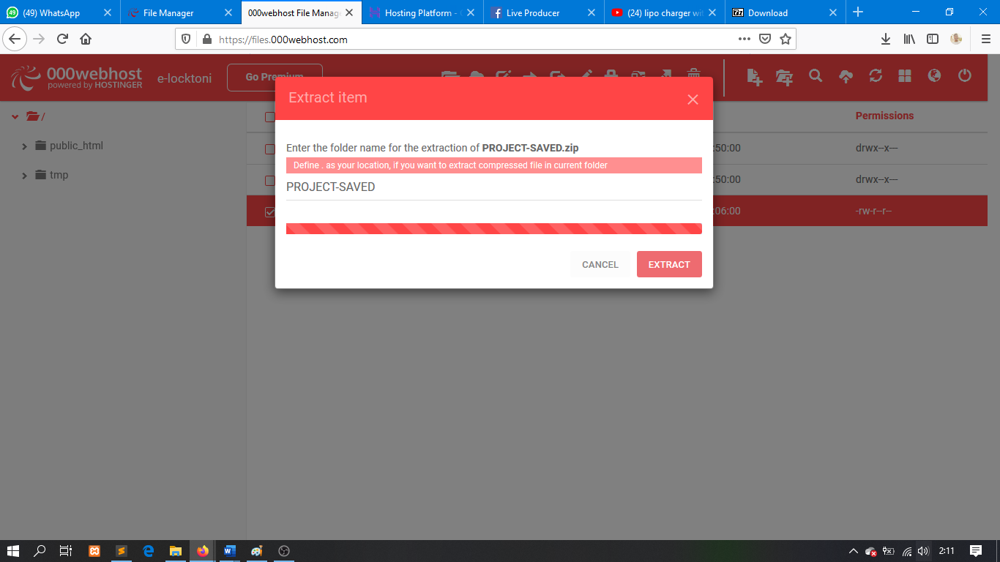 (49) WhatsApp
File Manager
000webhost File Manag
Hosting Platform -
Live Producer
(24) lipo charger wi
Download
https://files.000webhost.com
000webhost
powered by HOSTINGER
e-locktoni
Go Premium
Extract item
/
public_html
tmp
Permissions
:50:00
drwx--x---
:50:00
drwx--x---
:06:00
-rw-r--r--
Enter the folder name for the extraction of PROJECT-SAVED.zip
Define . as your location, if you want to extract compressed file in current folder
PROJECT-SAVED
CANCEL
EXTRACT
2:11